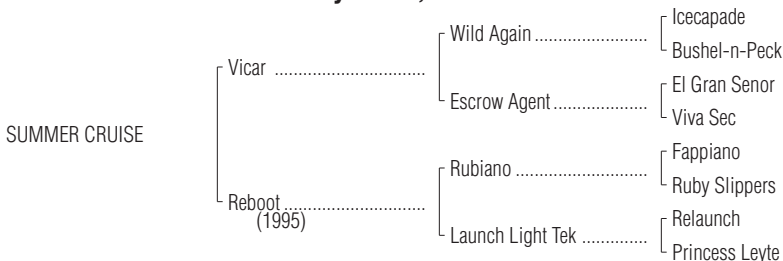 Icecapade
Wild Again ................................
Bushel-n-Peck
Vicar ..........................................
El Gran Senor
Escrow Agent ..........................
Viva Sec
SUMMER CRUISE
Fappiano
Rubiano .....................................
Ruby Slippers
Reboot .......................................
(1995)
Relaunch
Launch Light Tek ..................
Princess Leyte